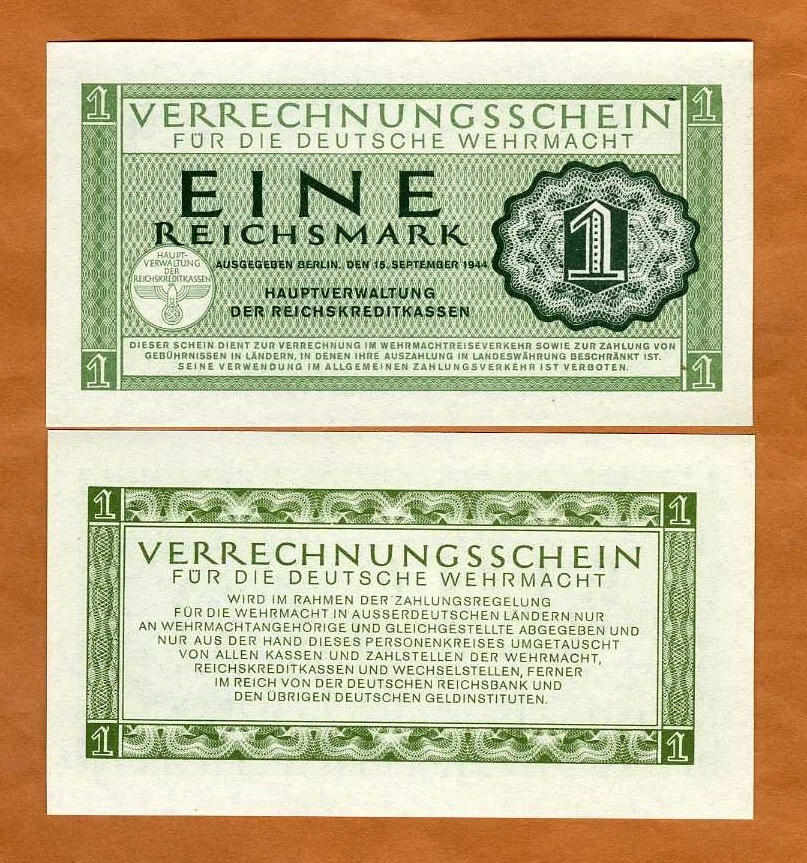 1 1
VERRECHNUNGSSCHEIN
FÜR DIE DEUTSCHE WEHRMACHT
EINE
REICHSMARK
1
HAUPT-
VERWALTUNG
DER
REICHSKREDITKASSEN
AUSGEGEBEN BERLIN, DEN 15. SEPTEMBER 1944
HAUPTVERWALTUNG
DER REICHSKREDITKASSEN
DIESER SCHEIN DIENT ZUR VERRECHNUNG IM WEHRMACHTREISEVERKEHR SOWIE ZUR ZAHLUNG VON
GEBÜHRNISSEN IN LÄNDERN, IN DENEN IHRE AUSZAHLUNG IN LANDESWÄHRUNG BESCHRÄNKT IST.
SEINE VERWENDUNG IM ALLGEMEINEN ZAHLUNGSVERKEHR IST VERBOTEN.
1 1
1 1
VERRECHNUNGSSCHEIN
FÜR DIE DEUTSCHE WEHRMACHT
WIRD IM RAHMEN DER ZAHLUNGSREGELUNG
FÜR DIE WEHRMACHT IN AUSSERDEUTSCHEN LÄNDERN NUR
AN WEHRMACHTANGEHÖRIGE UND GLEICHGESTELLTE ABGEGEBEN UND
NUR AUS DER HAND DIESES PERSONENKREISES UMGETAUSCHT
VON ALLEN KASSEN UND ZAHLSTELLEN DER WEHRMACHT,
REICHSKREDITKASSEN UND WECHSELSTELLEN, FERNER
IM REICH VON DER DEUTSCHEN REICHSBANK UND
DEN ÜBRIGEN DEUTSCHEN GELDINSTITUTEN.
1 1